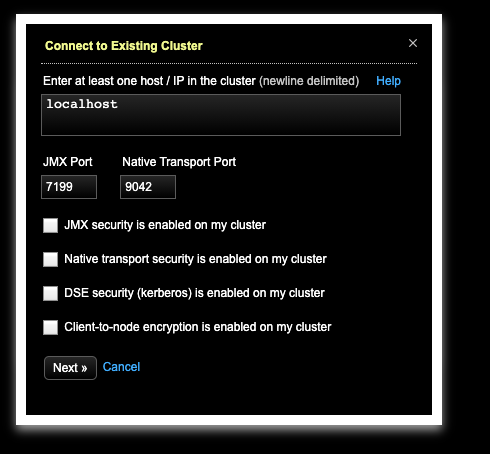 Connect to Existing Cluster
×
Enter at least one host / IP in the cluster (newline delimited) Help
localhost
JMX Port Native Transport Port
7199 9042
JMX security is enabled on my cluster
Native transport security is enabled on my cluster
DSE security (kerberos) is enabled on my cluster
Client-to-node encryption is enabled on my cluster
Next » Cancel